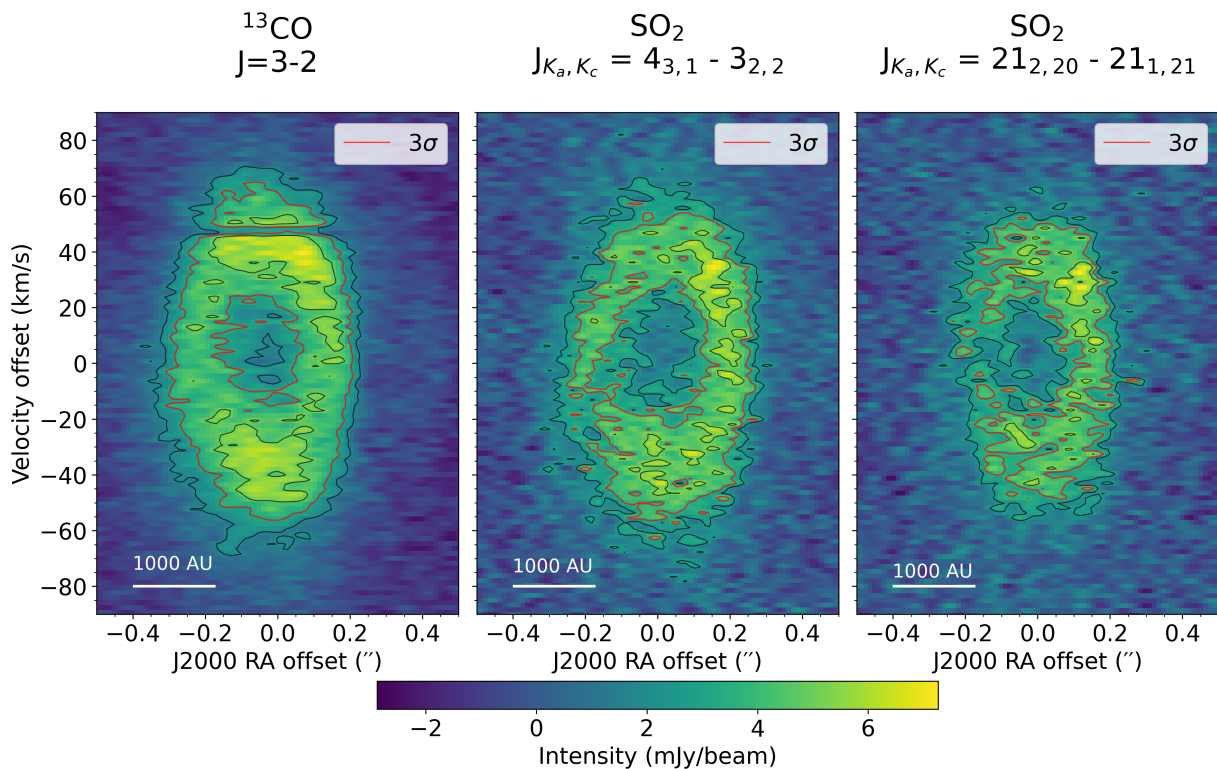 ¹³CO
J=3-2
SO₂
J_{K_a, K_c} = 4_{3,1} - 3_{2,2}
SO₂
J_{K_a, K_c} = 21_{2,20} - 21_{1,21}
3σ
3σ
3σ
80
60
40
20
0
−20
−40
−60
−80
Velocity offset (km/s)
1000 AU
1000 AU
1000 AU
−0.4 −0.2 0.0 0.2 0.4
−0.4 −0.2 0.0 0.2 0.4
−0.4 −0.2 0.0 0.2 0.4
J2000 RA offset (″)
J2000 RA offset (″)
J2000 RA offset (″)
−2 0 2 4 6
Intensity (mJy/beam)